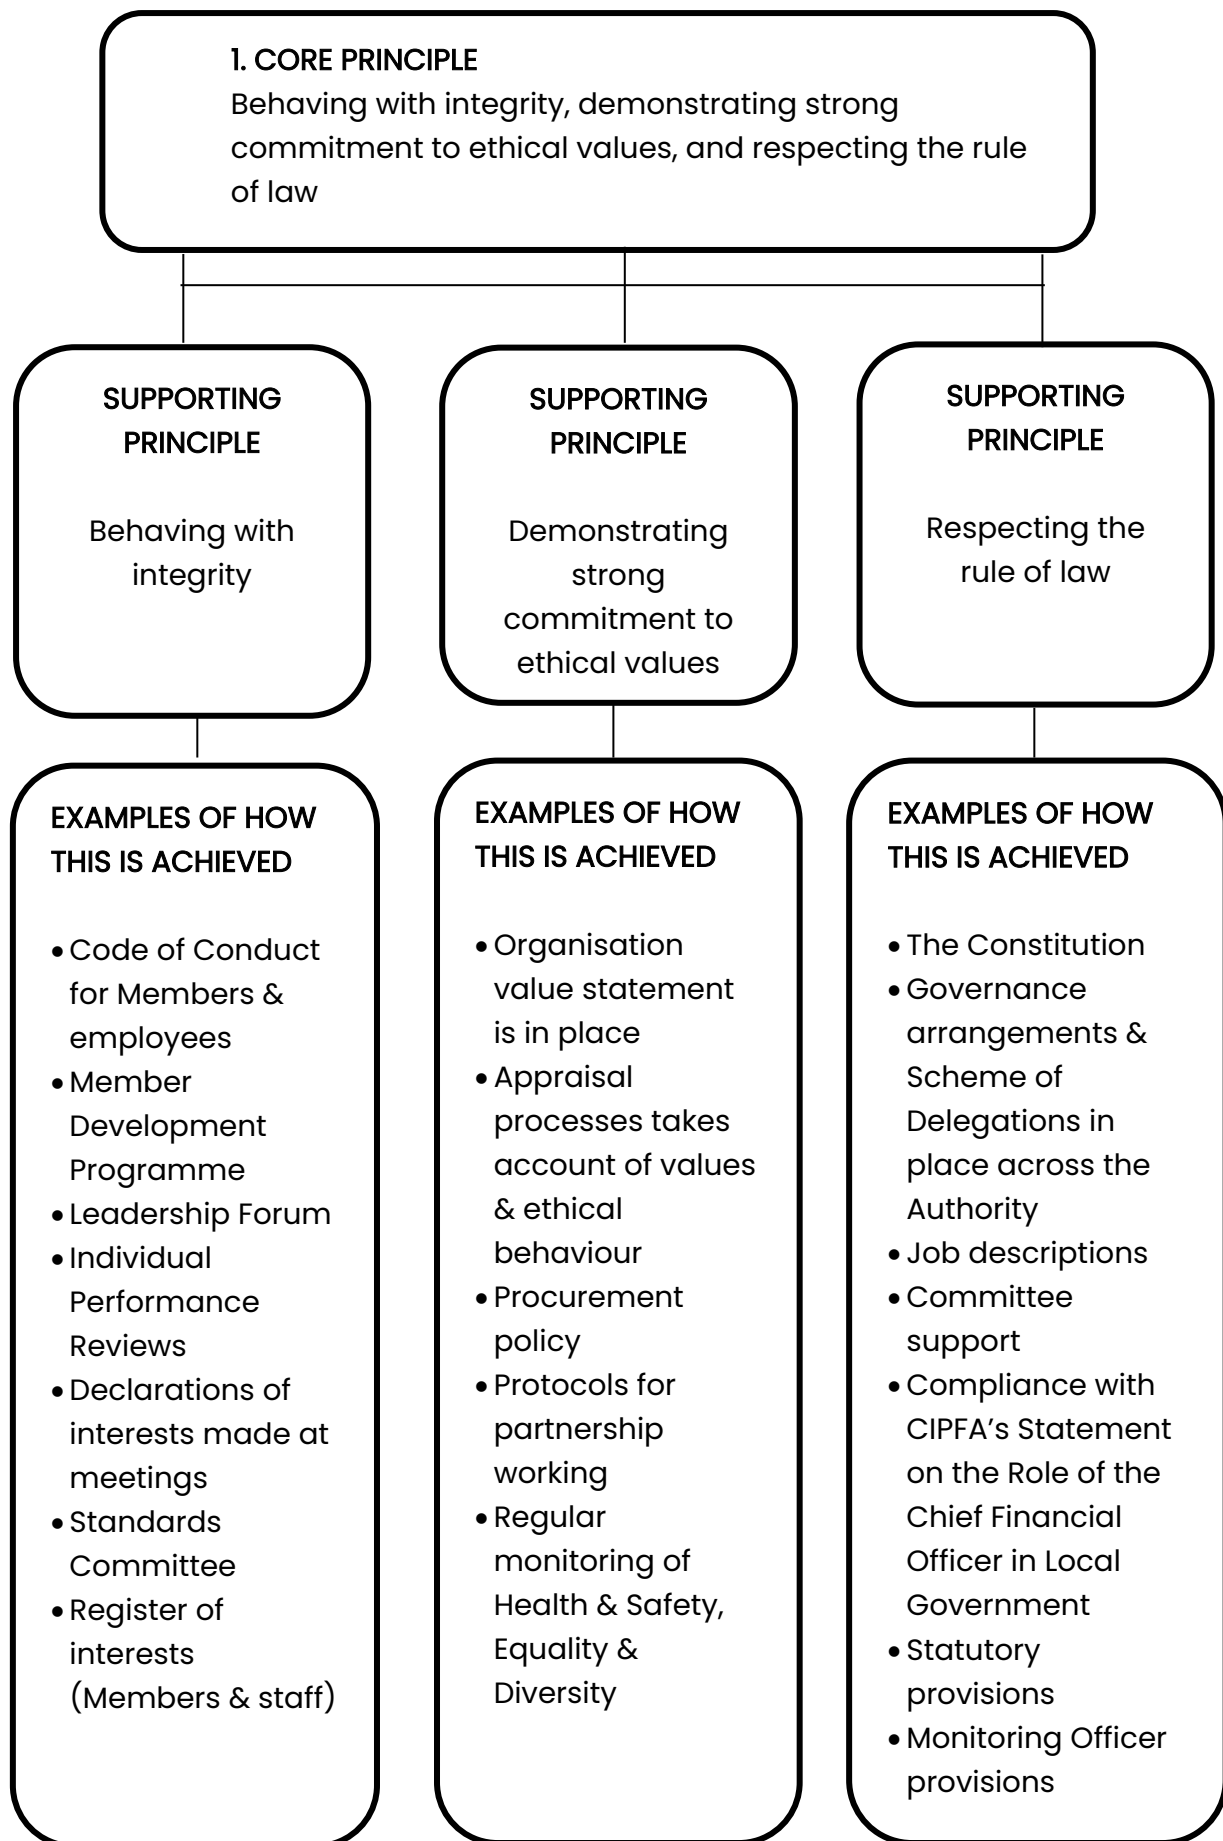 1. CORE PRINCIPLE
Behaving with integrity, demonstrating strong
commitment to ethical values, and respecting the rule
of law
SUPPORTING
PRINCIPLE
Behaving with
integrity
SUPPORTING
PRINCIPLE
Demonstrating
strong
commitment to
ethical values
SUPPORTING
PRINCIPLE
Respecting the
rule of law
EXAMPLES OF HOW
THIS IS ACHIEVED
• Code of Conduct
for Members &
employees
• Member
Development
Programme
• Leadership Forum
• Individual
Performance
Reviews
• Declarations of
interests made at
meetings
• Standards
Committee
• Register of
interests
(Members & staff)
EXAMPLES OF HOW
THIS IS ACHIEVED
• Organisation
value statement
is in place
• Appraisal
processes takes
account of values
& ethical
behaviour
• Procurement
policy
• Protocols for
partnership
working
• Regular
monitoring of
Health & Safety,
Equality &
Diversity
EXAMPLES OF HOW
THIS IS ACHIEVED
• The Constitution
• Governance
arrangements &
Scheme of
Delegations in
place across the
Authority
• Job descriptions
• Committee
support
• Compliance with
CIPFA’s Statement
on the Role of the
Chief Financial
Officer in Local
Government
• Statutory
provisions
• Monitoring Officer
provisions